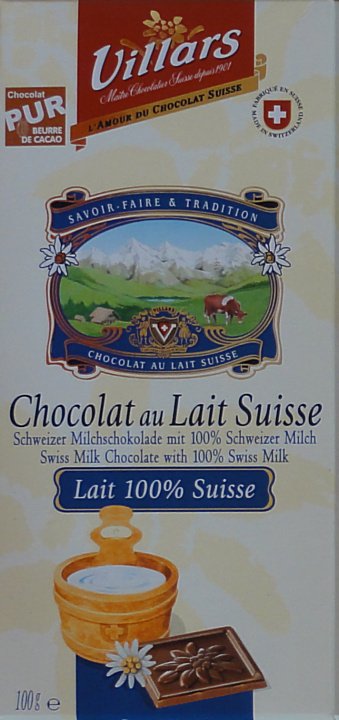 Villars
Maître Chocolatier Suisse depuis 1901
L'AMOUR DU CHOCOLAT SUISSE
Chocolat
PUR
BEURRE
DE CACAO
FABRIQUÉ EN SUISSE
MADE IN SWITZERLAND
SAVOIR-FAIRE & TRADITION
VILLARS
V
CHOCOLAT AU LAIT SUISSE
Chocolat au Lait Suisse
Schweizer Milchschokolade mit 100% Schweizer Milch
Swiss Milk Chocolate with 100% Swiss Milk
Lait 100% Suisse
100g e